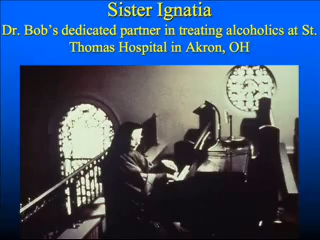 Sister Ignatia
Dr. Bob's dedicated partner in treating alcoholics at St.
Thomas Hospital in Akron, OH